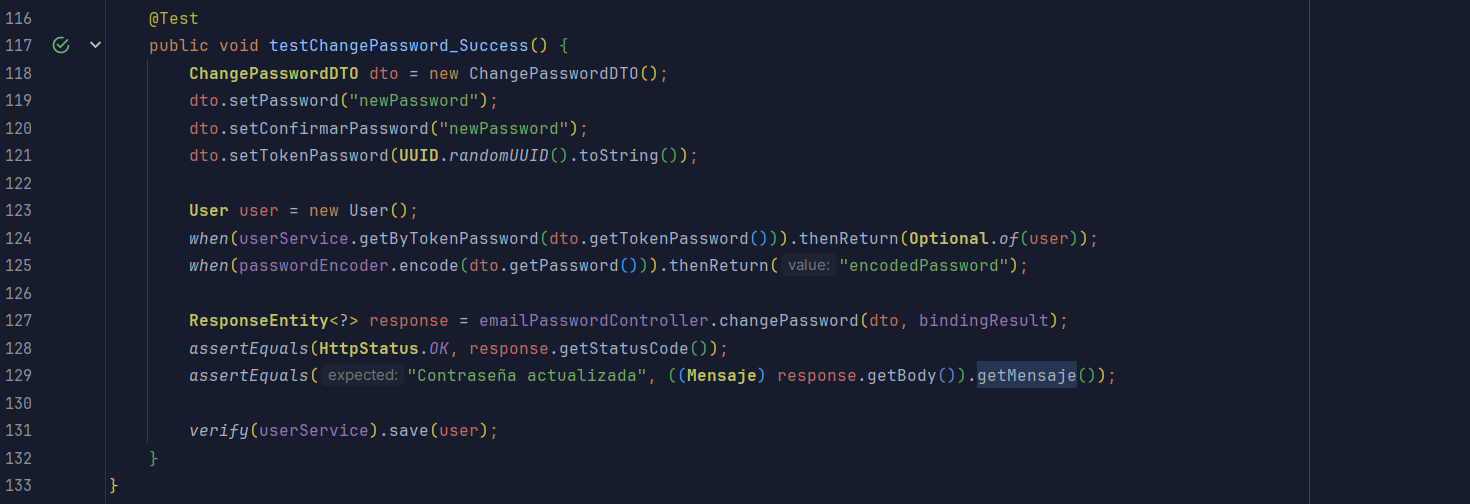 116 @Test
117 public void testChangePassword_Success() {
118 ChangePasswordDTO dto = new ChangePasswordDTO();
119 dto.setPassword("newPassword");
120 dto.setConfirmarPassword("newPassword");
121 dto.setTokenPassword(UUID.randomUUID().toString());
122
123 User user = new User();
124 when(userService.getByTokenPassword(dto.getTokenPassword())).thenReturn(Optional.of(user));
125 when(passwordEncoder.encode(dto.getPassword())).thenReturn( value: "encodedPassword");
126
127 ResponseEntity<?> response = emailPasswordController.changePassword(dto, bindingResult);
128 assertEquals(HttpStatus.OK, response.getStatusCode());
129 assertEquals( expected: "Contraseña actualizada", ((Mensaje) response.getBody()).getMensaje());
130
131 verify(userService).save(user);
132 }
133 }